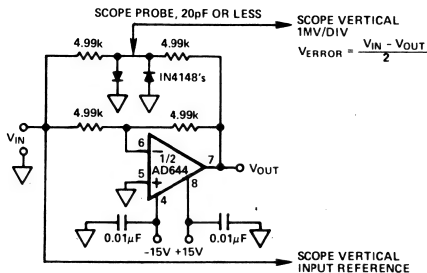 SCOPE PROBE, 20pF OR LESS
SCOPE VERTICAL
1MV/DIV
VERROR = VIN - VOUT
2
4.99k
4.99k
IN4148's
4.99k
4.99k
VIN
6
7
VOUT
1/2
AD644
5
8
4
0.01μF
0.01μF
-15V +15V
SCOPE VERTICAL
INPUT REFERENCE